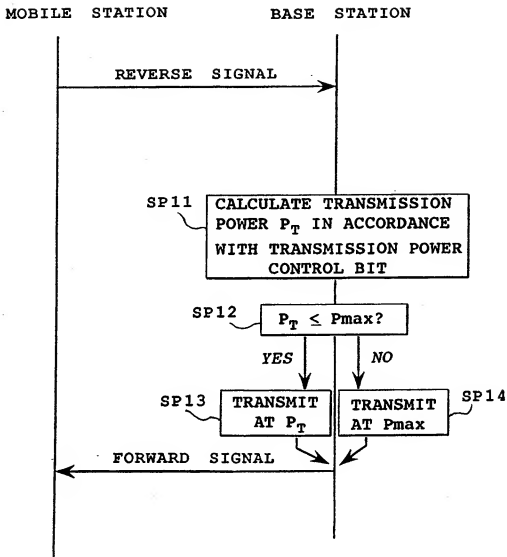 MOBILE STATION
BASE STATION
REVERSE SIGNAL
SP11
CALCULATE TRANSMISSION
POWER PT IN ACCORDANCE
WITH TRANSMISSION POWER
CONTROL BIT
SP12
PT ≤ Pmax?
YES
NO
SP13
TRANSMIT
AT PT
TRANSMIT
AT Pmax
SP14
FORWARD SIGNAL